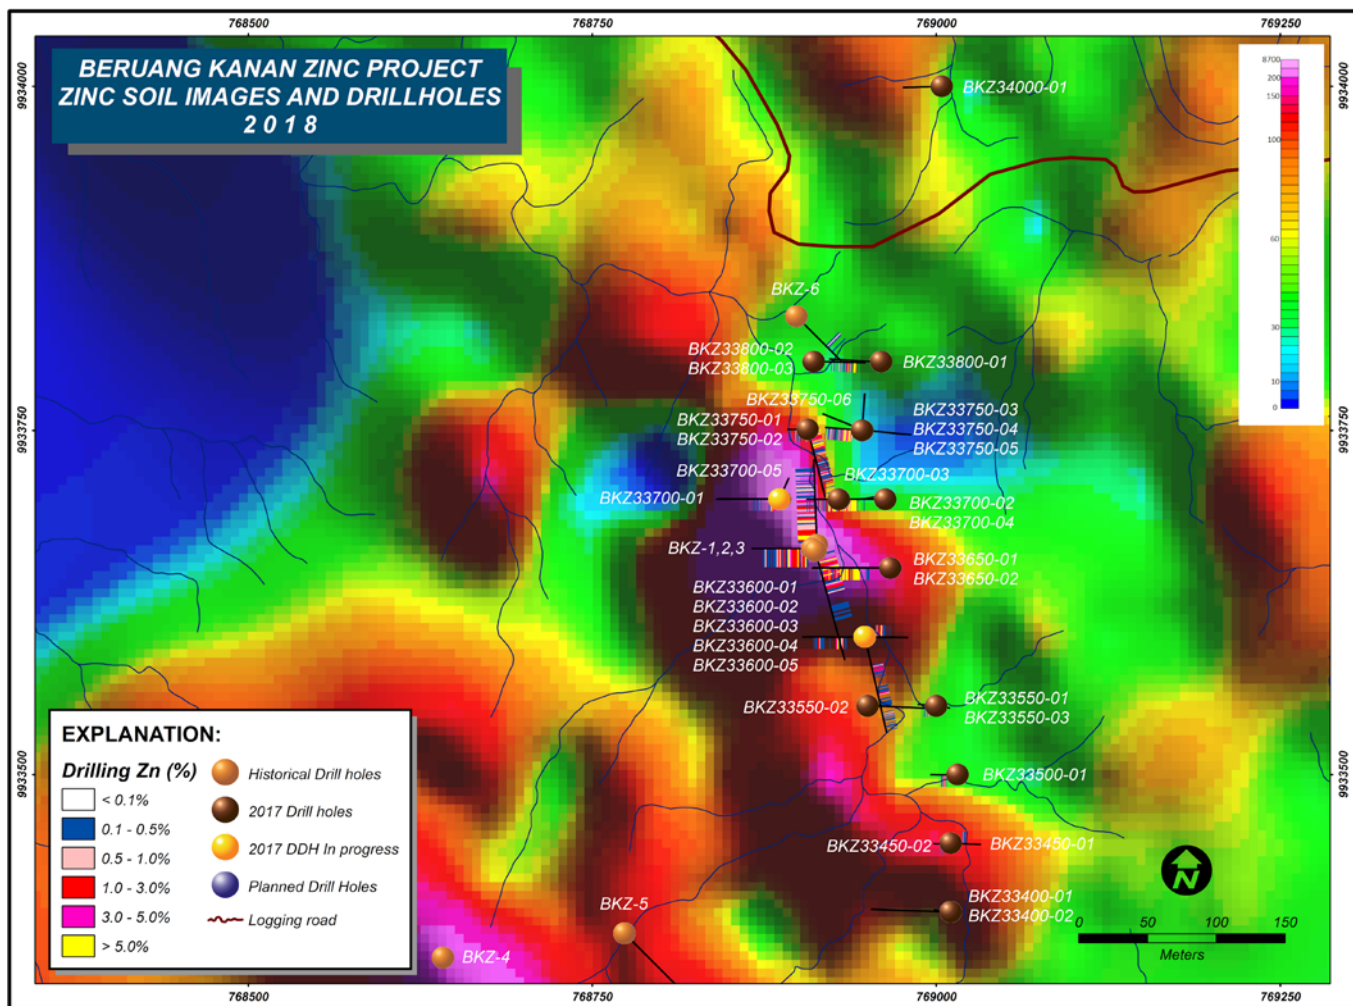 768500 768750 769000 769250
BERUANG KANAN ZINC PROJECT
ZINC SOIL IMAGES AND DRILLHOLES
2018
9934000
9934000
8700
200
150
100
60
30
10
0
BKZ34000-01
BKZ-6
BKZ33800-02
BKZ33800-03
BKZ33800-01
BKZ33750-06
BKZ33750-01
BKZ33750-02
BKZ33750-03
BKZ33750-04
BKZ33750-05
9933750
9933750
BKZ33700-05
BKZ33700-03
BKZ33700-01
BKZ33700-02
BKZ33700-04
BKZ-1,2,3
BKZ33650-01
BKZ33650-02
BKZ33600-01
BKZ33600-02
BKZ33600-03
BKZ33600-04
BKZ33600-05
BKZ33550-02
BKZ33550-01
BKZ33550-03
BKZ33500-01
9933500
9933500
BKZ33450-02
BKZ33450-01
BKZ33400-01
BKZ33400-02
BKZ-5
BKZ-4
EXPLANATION:
Drilling Zn (%)
< 0.1%
0.1 - 0.5%
0.5 - 1.0%
1.0 - 3.0%
3.0 - 5.0%
> 5.0%
Historical Drill holes
2017 Drill holes
2017 DDH In progress
Planned Drill Holes
Logging road
N
0 50 100 150
Meters
768500 768750 769000 769250